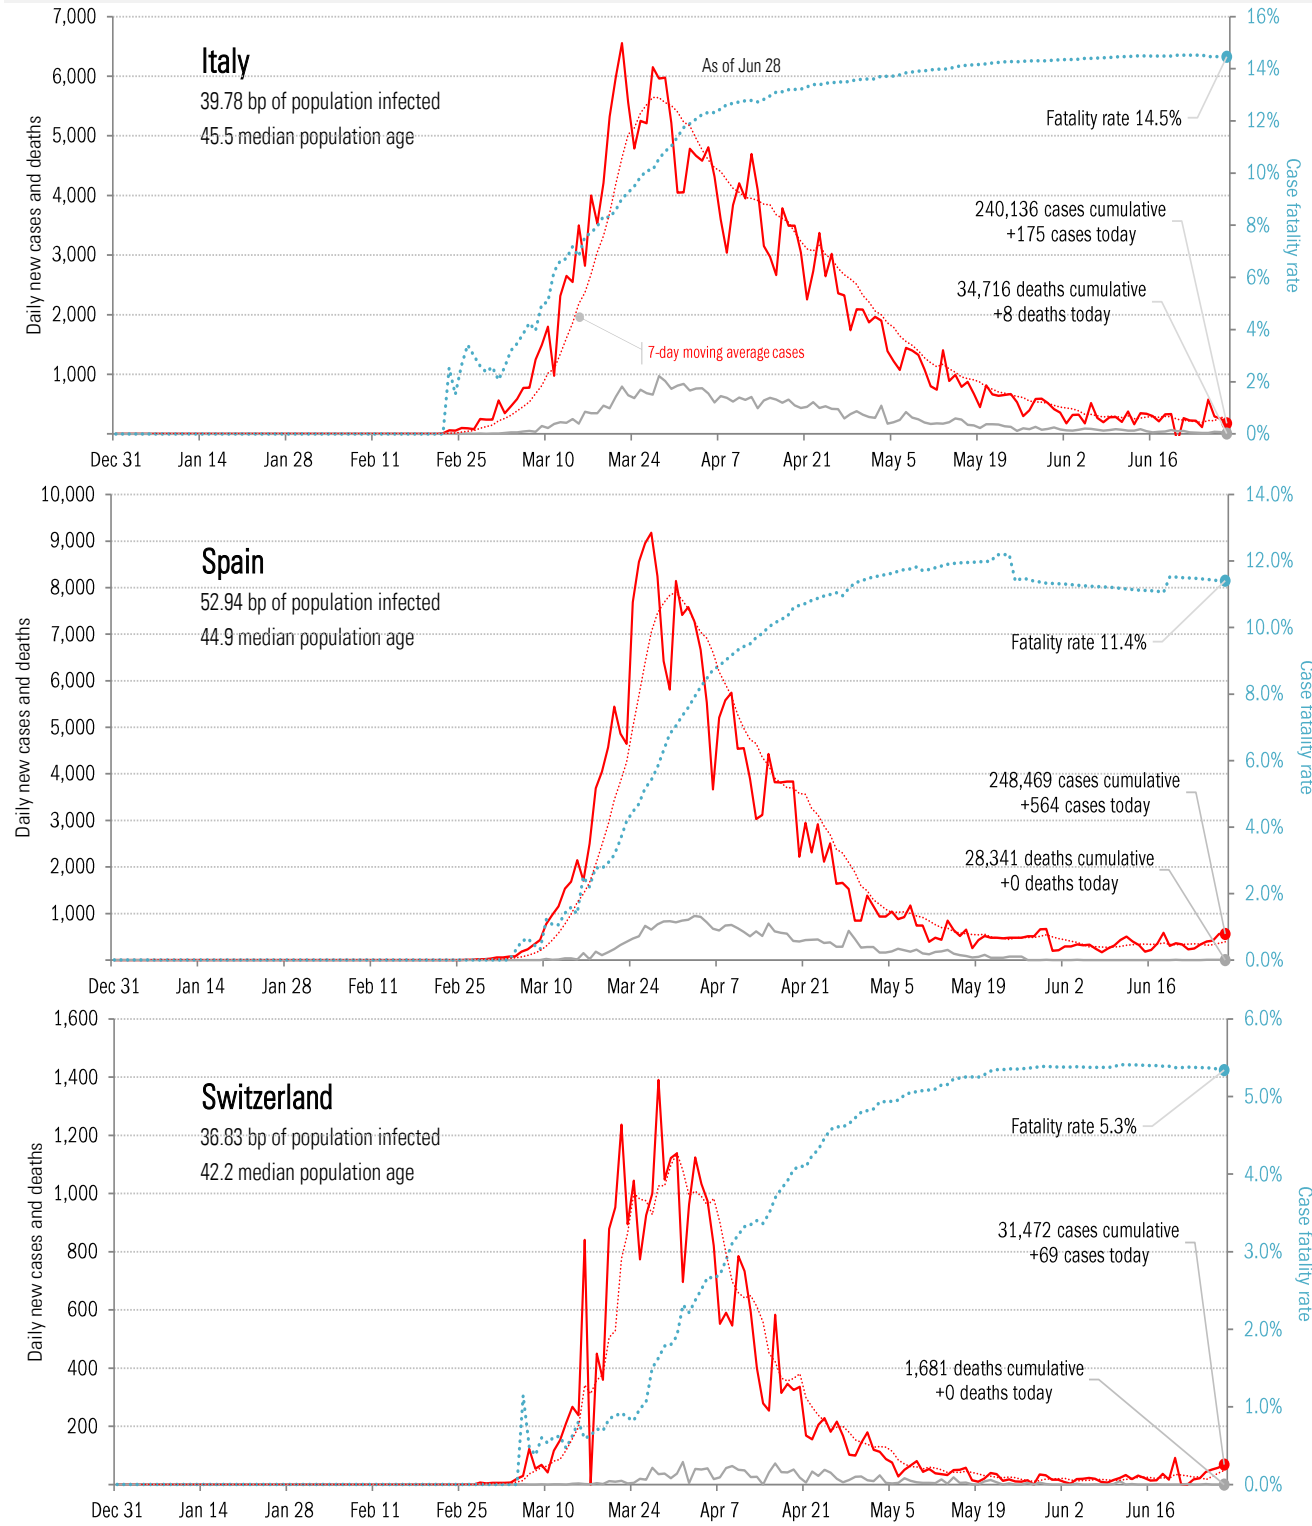 7,000
6,000
5,000
4,000
3,000
2,000
1,000
Daily new cases and deaths
Italy
39.78 bp of population infected
45.5 median population age
As of Jun 28
7-day moving average cases
Fatality rate 14.5%
240,136 cases cumulative
+175 cases today
34,716 deaths cumulative
+8 deaths today
16%
14%
12%
10%
8%
6%
4%
2%
0%
Case fatality rate
Dec 31 Jan 14 Jan 28 Feb 11 Feb 25 Mar 10 Mar 24 Apr 7 Apr 21 May 5 May 19 Jun 2 Jun 16
10,000
9,000
8,000
7,000
6,000
5,000
4,000
3,000
2,000
1,000
Daily new cases and deaths
Spain
52.94 bp of population infected
44.9 median population age
Fatality rate 11.4%
248,469 cases cumulative
+564 cases today
28,341 deaths cumulative
+0 deaths today
14.0%
12.0%
10.0%
8.0%
6.0%
4.0%
2.0%
0.0%
Case fatality rate
Dec 31 Jan 14 Jan 28 Feb 11 Feb 25 Mar 10 Mar 24 Apr 7 Apr 21 May 5 May 19 Jun 2 Jun 16
1,600
1,400
1,200
1,000
800
600
400
200
Daily new cases and deaths
Switzerland
36.83 bp of population infected
42.2 median population age
Fatality rate 5.3%
31,472 cases cumulative
+69 cases today
1,681 deaths cumulative
+0 deaths today
6.0%
5.0%
4.0%
3.0%
2.0%
1.0%
0.0%
Case fatality rate
Dec 31 Jan 14 Jan 28 Feb 11 Feb 25 Mar 10 Mar 24 Apr 7 Apr 21 May 5 May 19 Jun 2 Jun 16